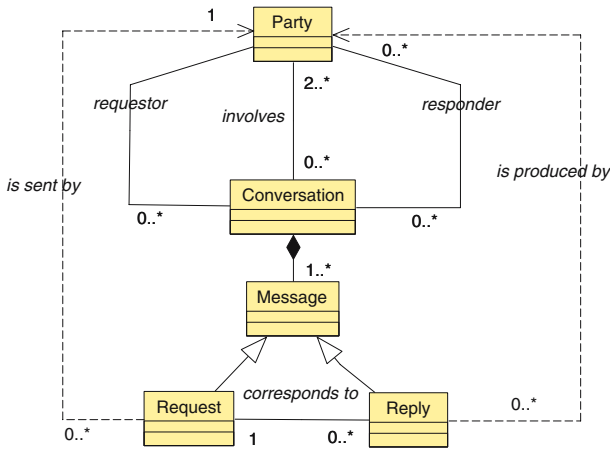 1
Party
0..*
2..*
requestor
involves
responder
0..*
is sent by
is produced by
Conversation
0..*
0..*
1..*
Message
corresponds to
Request
Reply
0..*
0..*
1
0..*